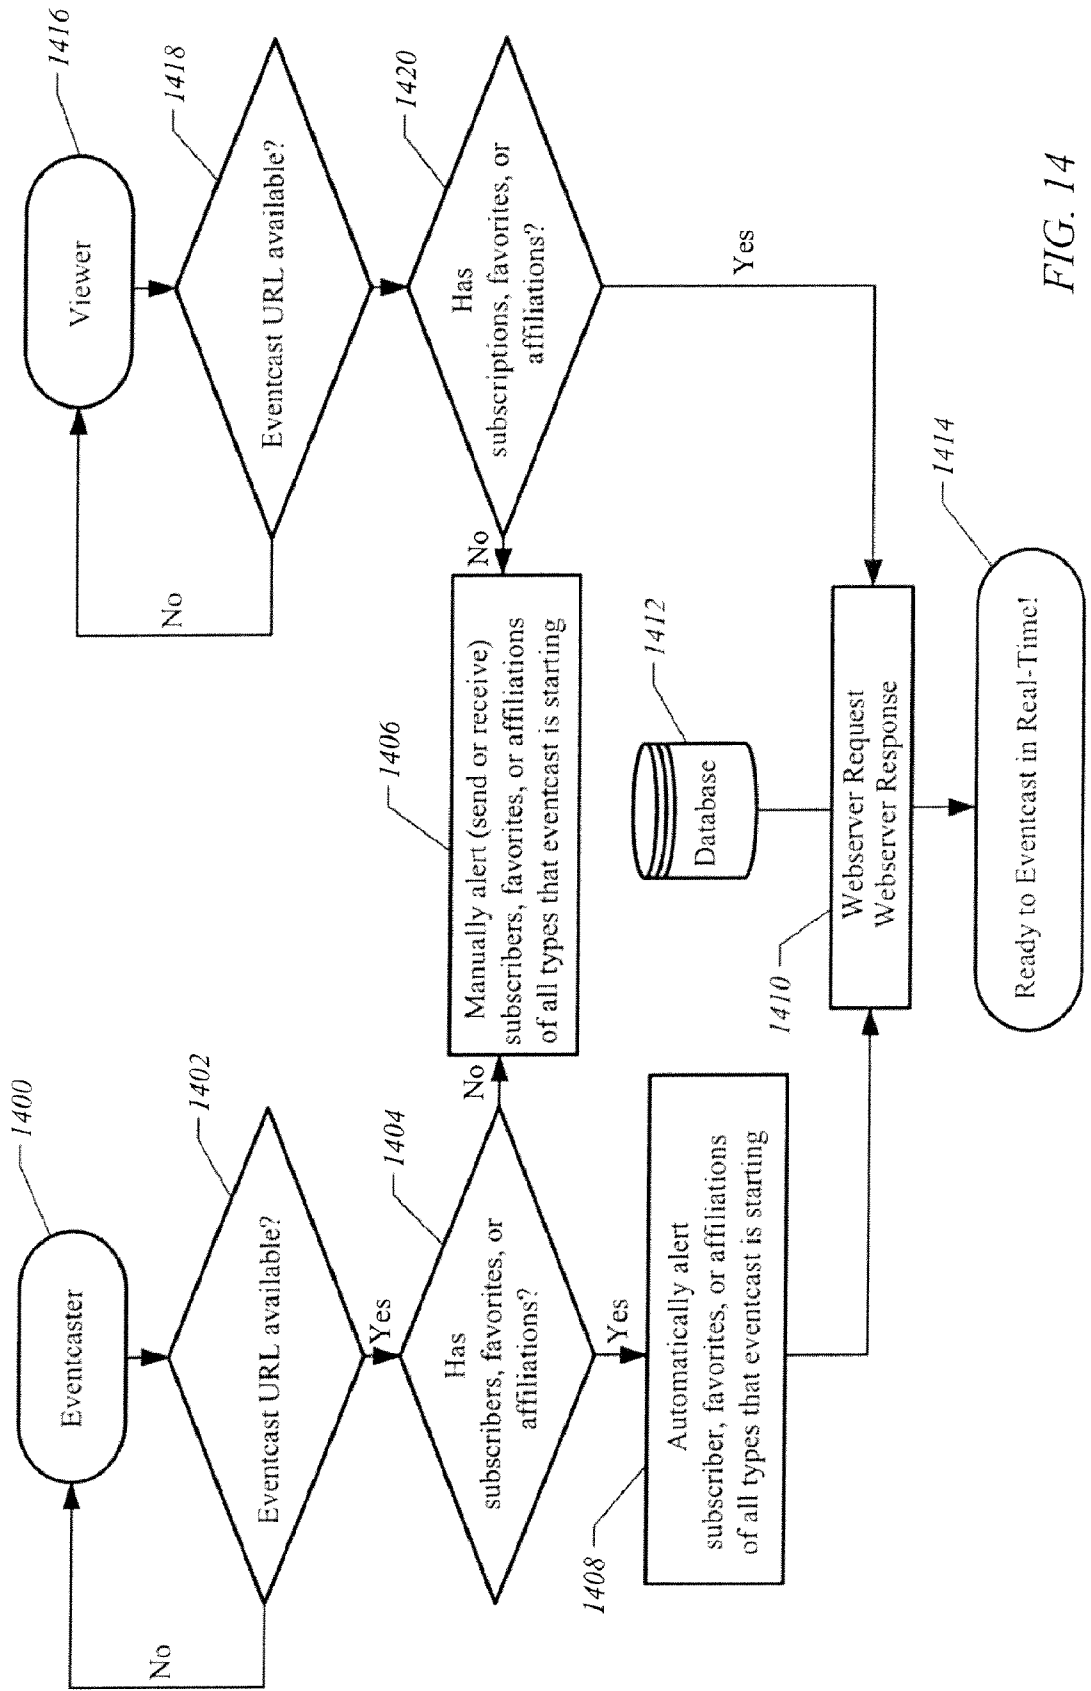 1400
Eventcaster
No
1402
Eventcast URL available?
Yes
1404
Has
subscribers, favorites, or
affiliations?
No
Yes
1408
Automatically alert
subscriber, favorites, or affiliations
of all types that eventcast is starting
1406
Manually alert (send or receive)
subscribers, favorites, or affiliations
of all types that eventcast is starting
1416
Viewer
No
1418
Eventcast URL available?
1420
Has
subscriptions, favorites, or
affiliations?
No
Yes
1412
Database
1410
Webserver Request
Webserver Response
1414
Ready to Eventcast in Real-Time!
FIG. 14